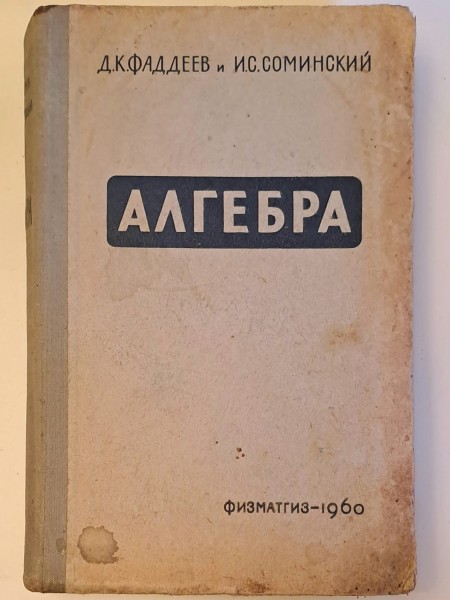 Д.К.ФАДДЕЕВ и И.С.СОМИНСКИЙ
АЛГЕБРА
ФИЗМАТГИЗ-1960